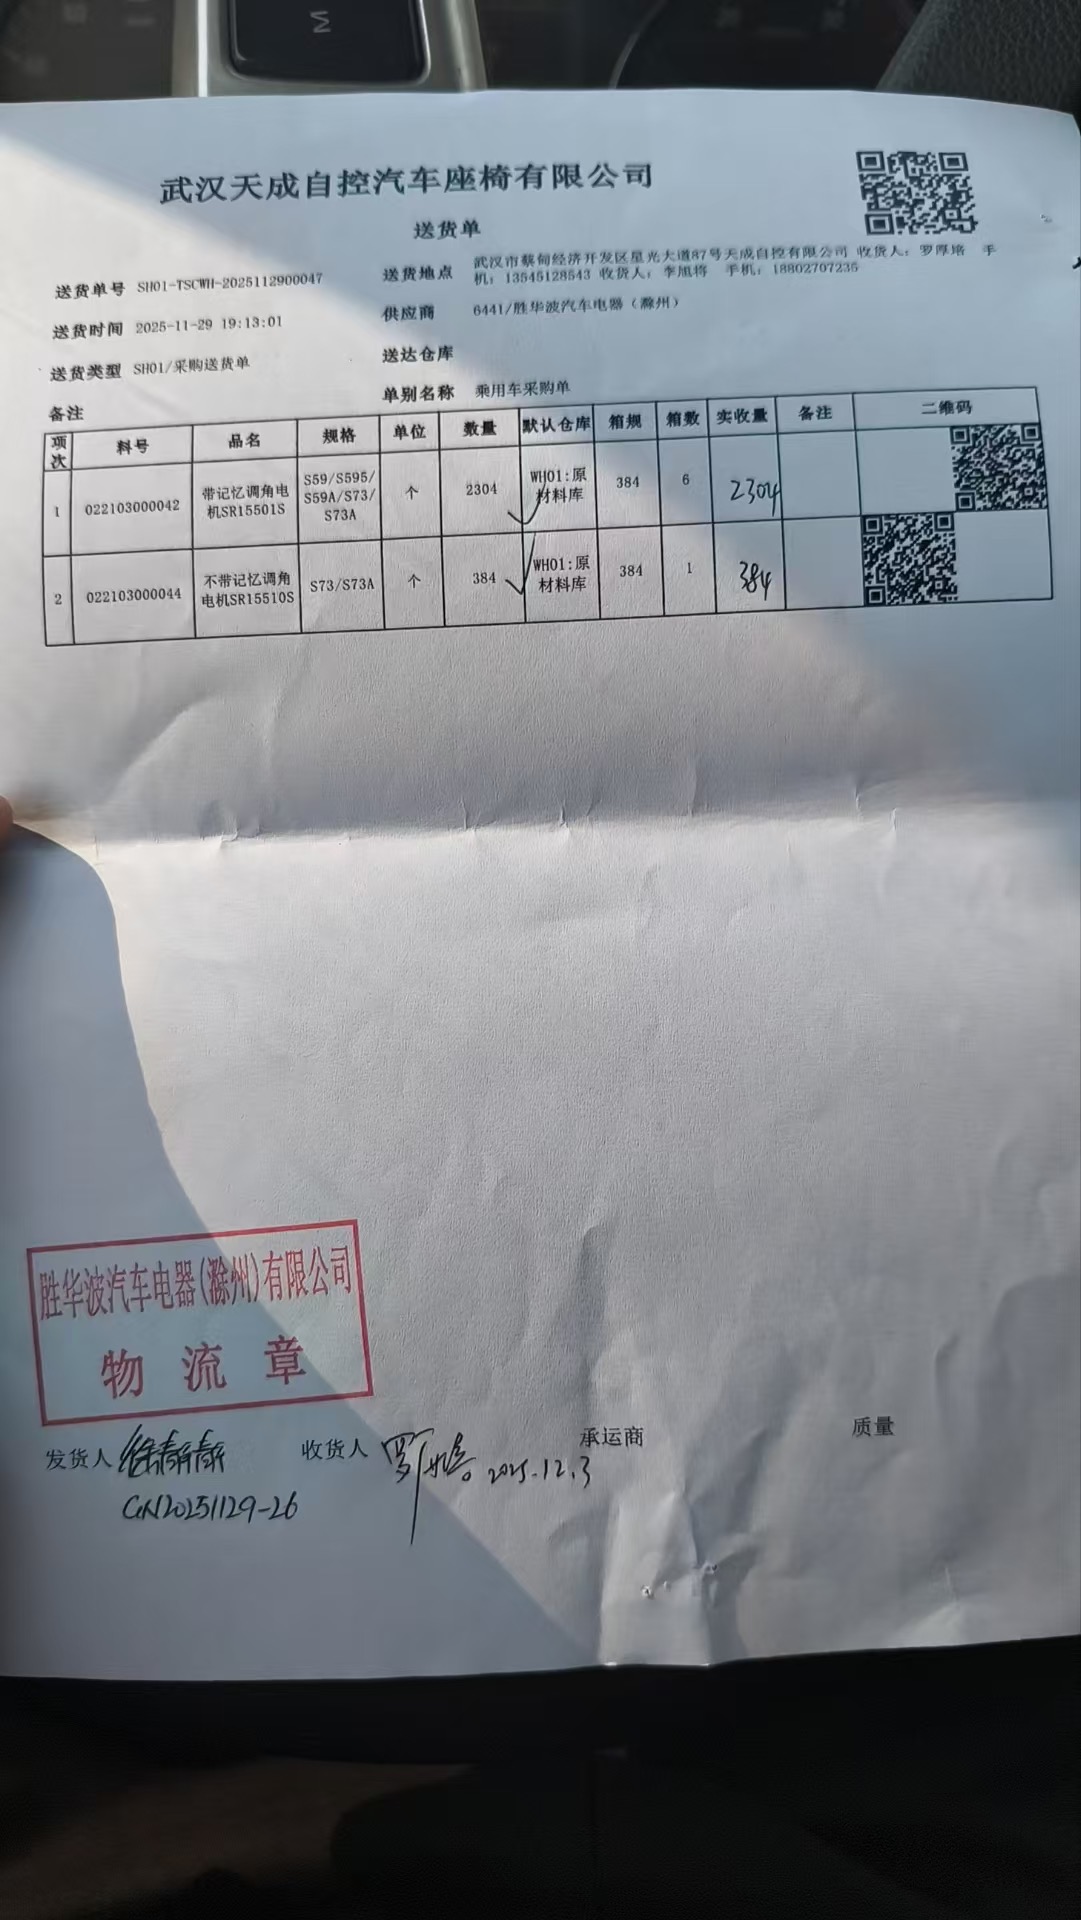 武汉天成自控汽车座椅有限公司
送货单
送货单号 SH01-TSCWH-2025112900047
送货地点 武汉市蔡甸经济开发区星光大道87号天成自控有限公司 收货人：罗厚培 手
机：13545128543 收货人：李旭将 手机：18802707235
送货时间 2025-11-29 19:13:01
供应商 6441/胜华波汽车电器（滁州）
送货类型 SH01/采购送货单
送达仓库
备注
单别名称 乘用车采购单
项次 料号 品名 规格 单位 数量 默认仓库 箱规 箱数 实收量 备注 二维码
1 022103000042 带记忆调角电机SR15501S S59/S595/S59A/S73/S73A 个 2304 WH01:原材料库 384 6 2304
2 022103000044 不带记忆调角电机SR15510S S73/S73A 个 384 WH01:原材料库 384 1 384
胜华波汽车电器(滁州)有限公司
物流章
发货人 徐静静 收货人 罗 2025.12.3 承运商 质量
CN20251129-26